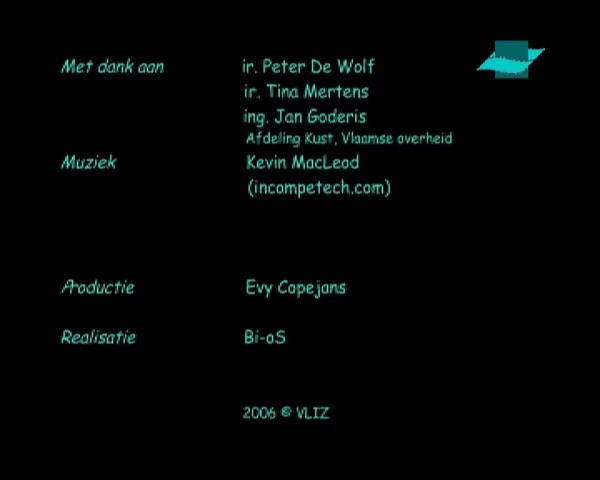 Met dank aan ir. Peter De Wolf
ir. Tina Mertens
ing. Jan Goderis
Afdeling Kust, Vlaamse overheid
Muziek Kevin MacLeod
(incompetech.com)
Productie Evy Copejans
Realisatie Bi-oS
2006 © VLIZ